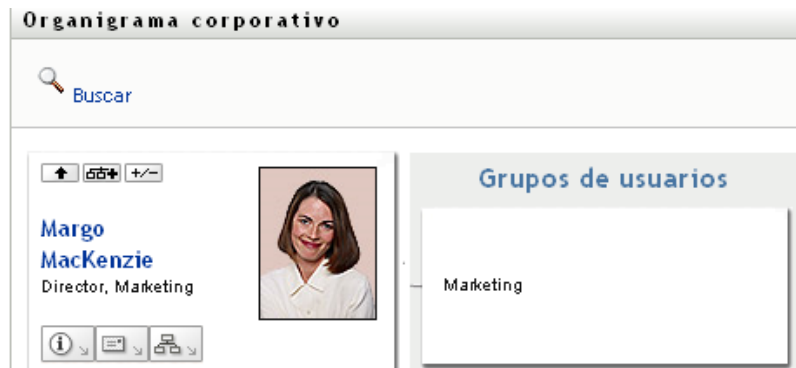 Organigrama corporativo
Buscar
+/-
Margo
MacKenzie
Director, Marketing
Grupos de usuarios
Marketing